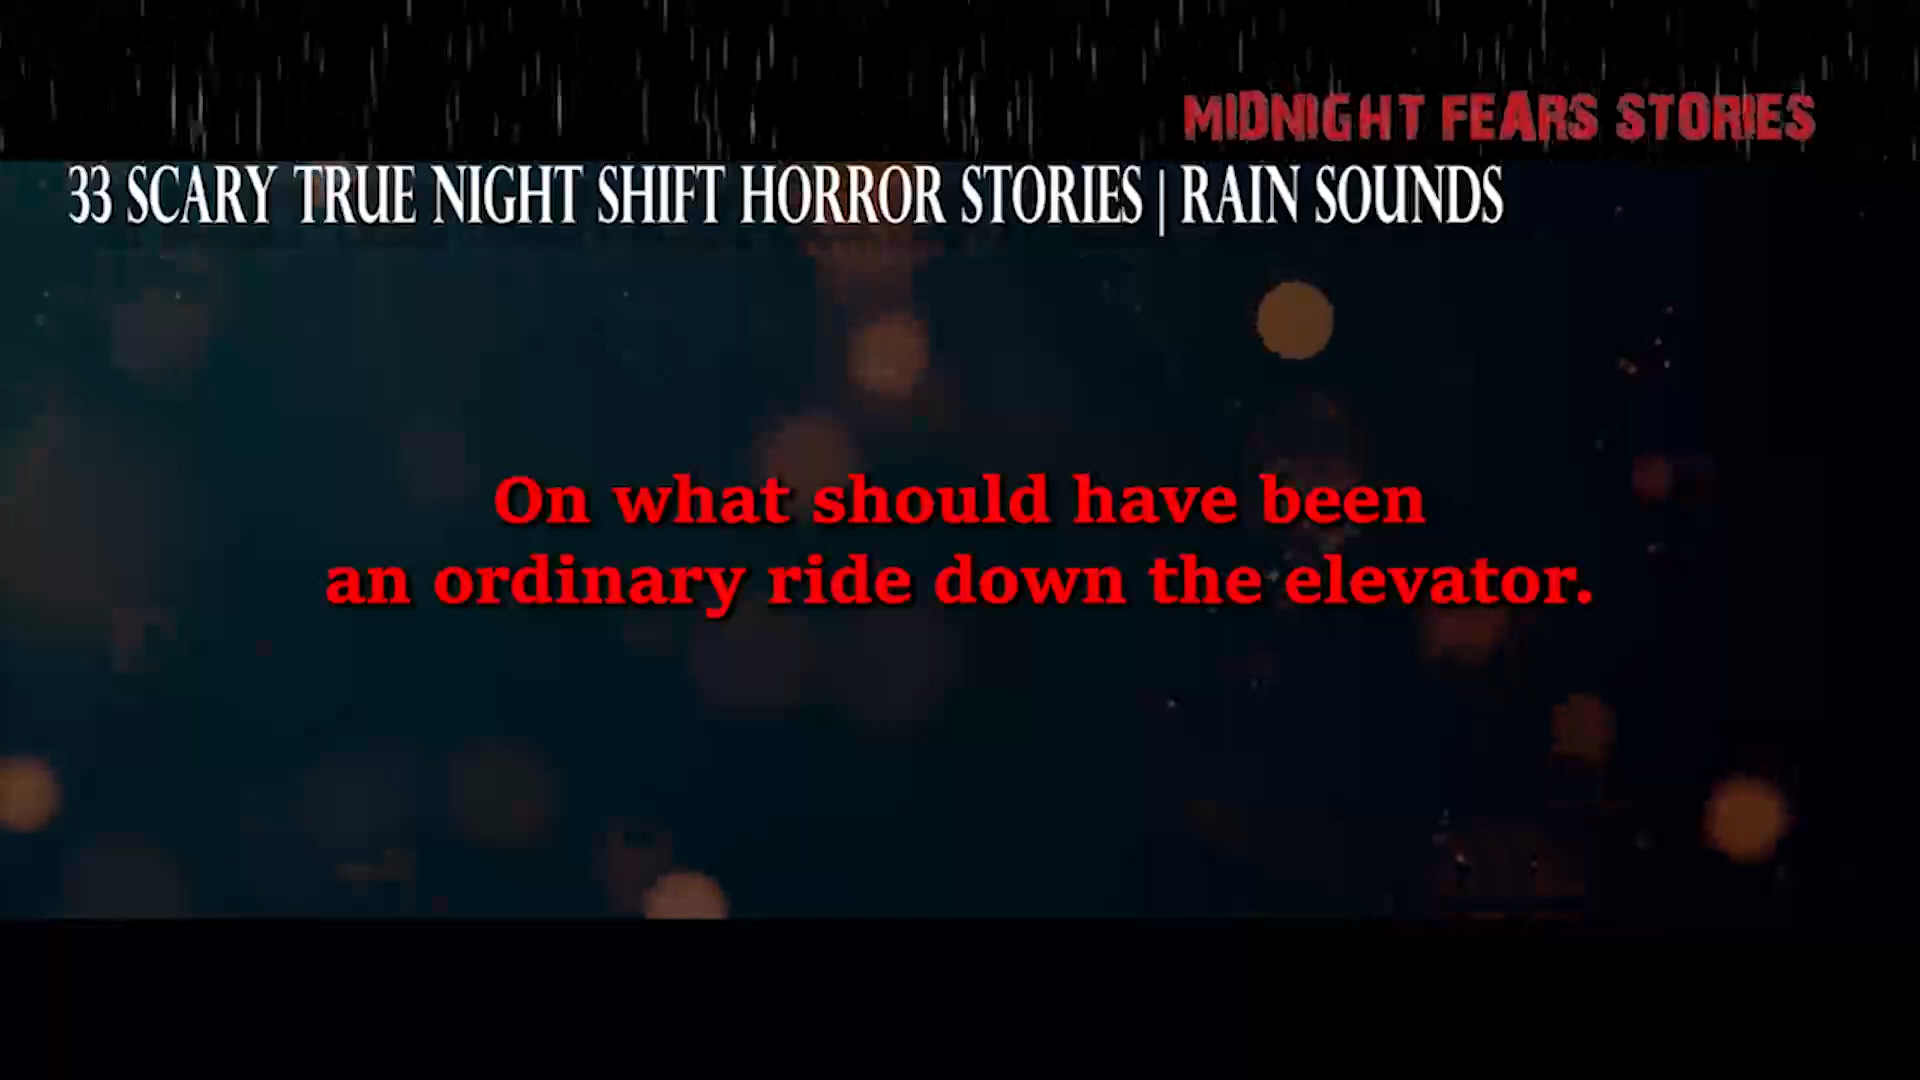 MIDNIGHT FEARS STORIES
33 SCARY TRUE NIGHT SHIFT HORROR STORIES | RAIN SOUNDS
On what should have been
an ordinary ride down the elevator.